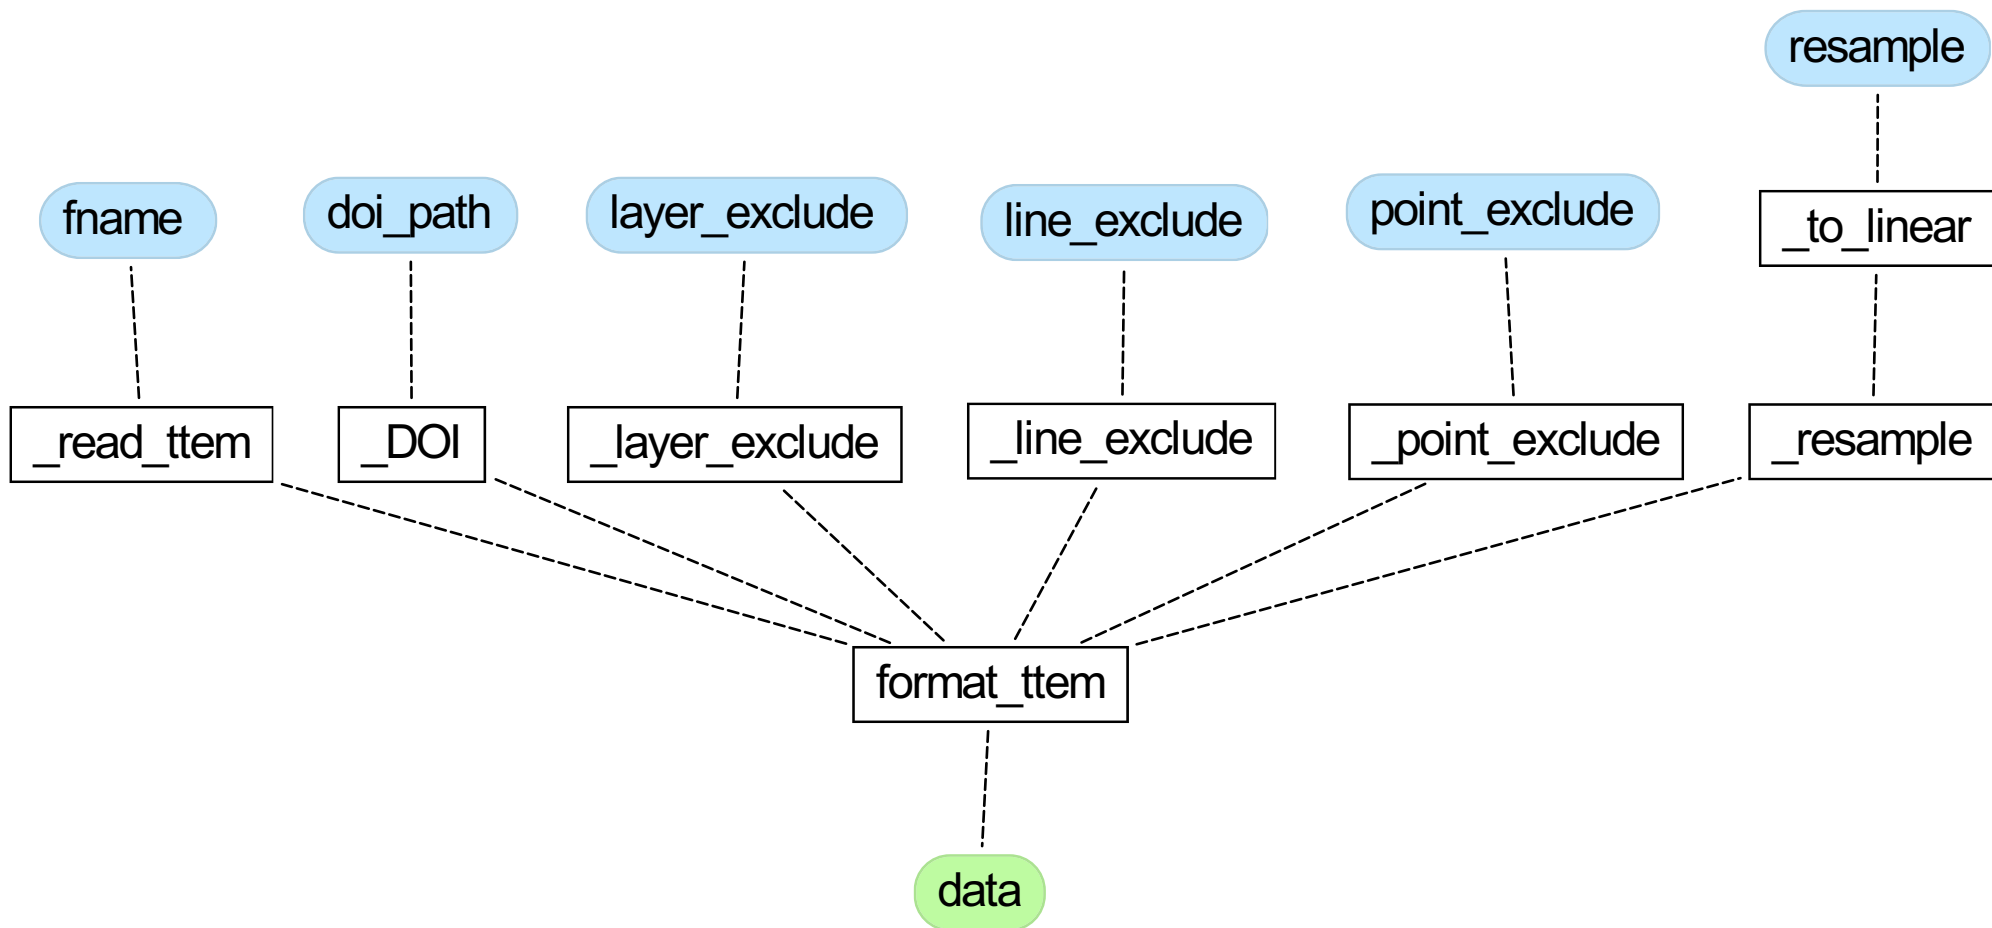 resample
fname
doi_path
layer_exclude
line_exclude
point_exclude
_to_linear
_read_ttem
_DOI
_layer_exclude
_line_exclude
_point_exclude
_resample
format_ttem
data